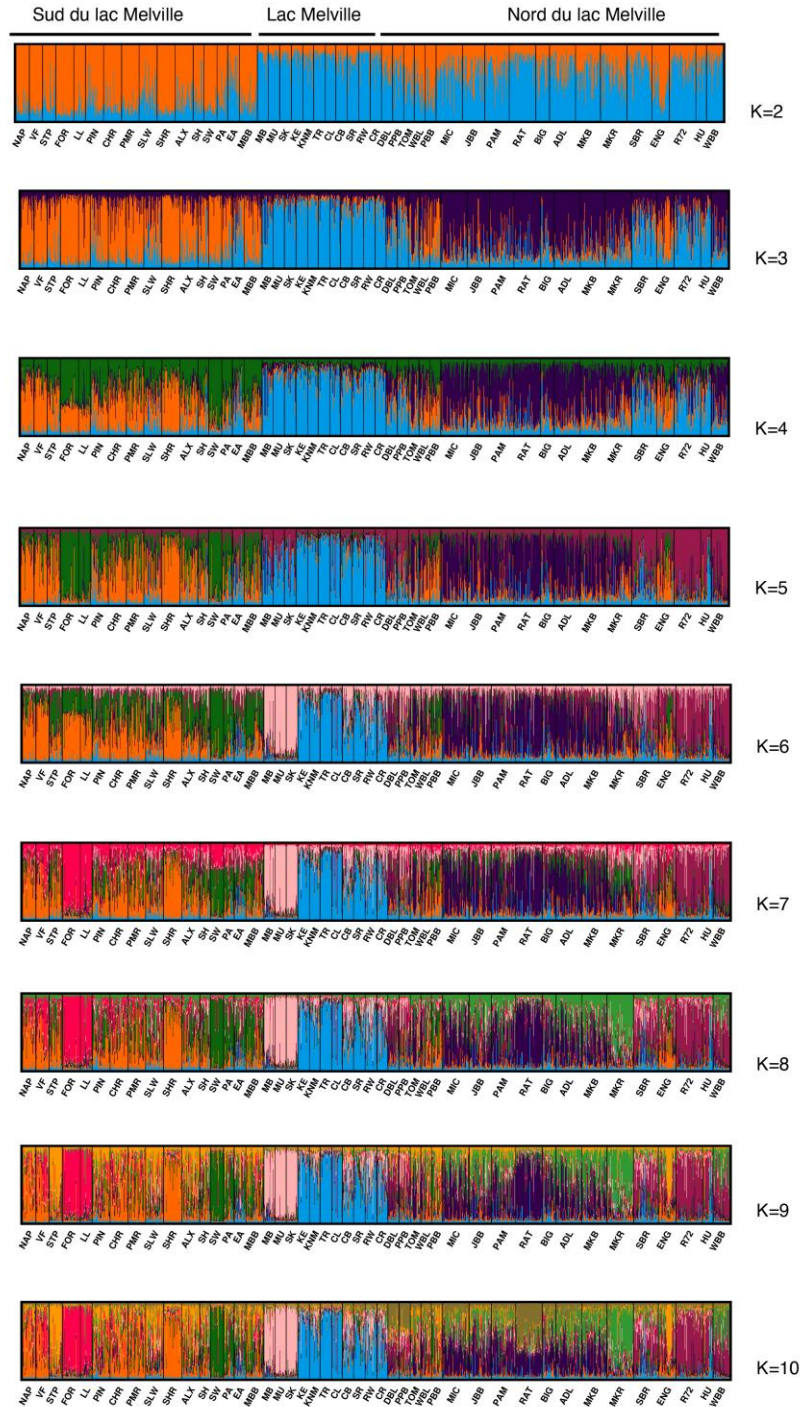 Sud du lac Melville Lac Melville Nord du lac Melville
K=2
NAP VF STP FOR LL PIN CHR PMR SLW SHR ALX SH SW PA EA MBB MB MU SK KE KNM TR CL CB SR RW CR DBL PPB TOM WBL PBB MIC JBB PAM RAT BIG ADL MKB MKR SBR ENG R72 HU WBB
K=3
NAP VF STP FOR LL PIN CHR PMR SLW SHR ALX SH SW PA EA MBB MB MU SK KE KNM TR CL CB SR RW CR DBL PPB TOM WBL PBB MIC JBB PAM RAT BIG ADL MKB MKR SBR ENG R72 HU WBB
K=4
NAP VF STP FOR LL PIN CHR PMR SLW SHR ALX SH SW PA EA MBB MB MU SK KE KNM TR CL CB SR RW CR DBL PPB TOM WBL PBB MIC JBB PAM RAT BIG ADL MKB MKR SBR ENG R72 HU WBB
K=5
NAP VF STP FOR LL PIN CHR PMR SLW SHR ALX SH SW PA EA MBB MB MU SK KE KNM TR CL CB SR RW CR DBL PPB TOM WBL PBB MIC JBB PAM RAT BIG ADL MKB MKR SBR ENG R72 HU WBB
K=6
NAP VF STP FOR LL PIN CHR PMR SLW SHR ALX SH SW PA EA MBB MB MU SK KE KNM TR CL CB SR RW CR DBL PPB TOM WBL PBB MIC JBB PAM RAT BIG ADL MKB MKR SBR ENG R72 HU WBB
K=7
NAP VF STP FOR LL PIN CHR PMR SLW SHR ALX SH SW PA EA MBB MB MU SK KE KNM TR CL CB SR RW CR DBL PPB TOM WBL PBB MIC JBB PAM RAT BIG ADL MKB MKR SBR ENG R72 HU WBB
K=8
NAP VF STP FOR LL PIN CHR PMR SLW SHR ALX SH SW PA EA MBB MB MU SK KE KNM TR CL CB SR RW CR DBL PPB TOM WBL PBB MIC JBB PAM RAT BIG ADL MKB MKR SBR ENG R72 HU WBB
K=9
NAP VF STP FOR LL PIN CHR PMR SLW SHR ALX SH SW PA EA MBB MB MU SK KE KNM TR CL CB SR RW CR DBL PPB TOM WBL PBB MIC JBB PAM RAT BIG ADL MKB MKR SBR ENG R72 HU WBB
K=10
NAP VF STP FOR LL PIN CHR PMR SLW SHR ALX SH SW PA EA MBB MB MU SK KE KNM TR CL CB SR RW CR DBL PPB TOM WBL PBB MIC JBB PAM RAT BIG ADL MKB MKR SBR ENG R72 HU WBB